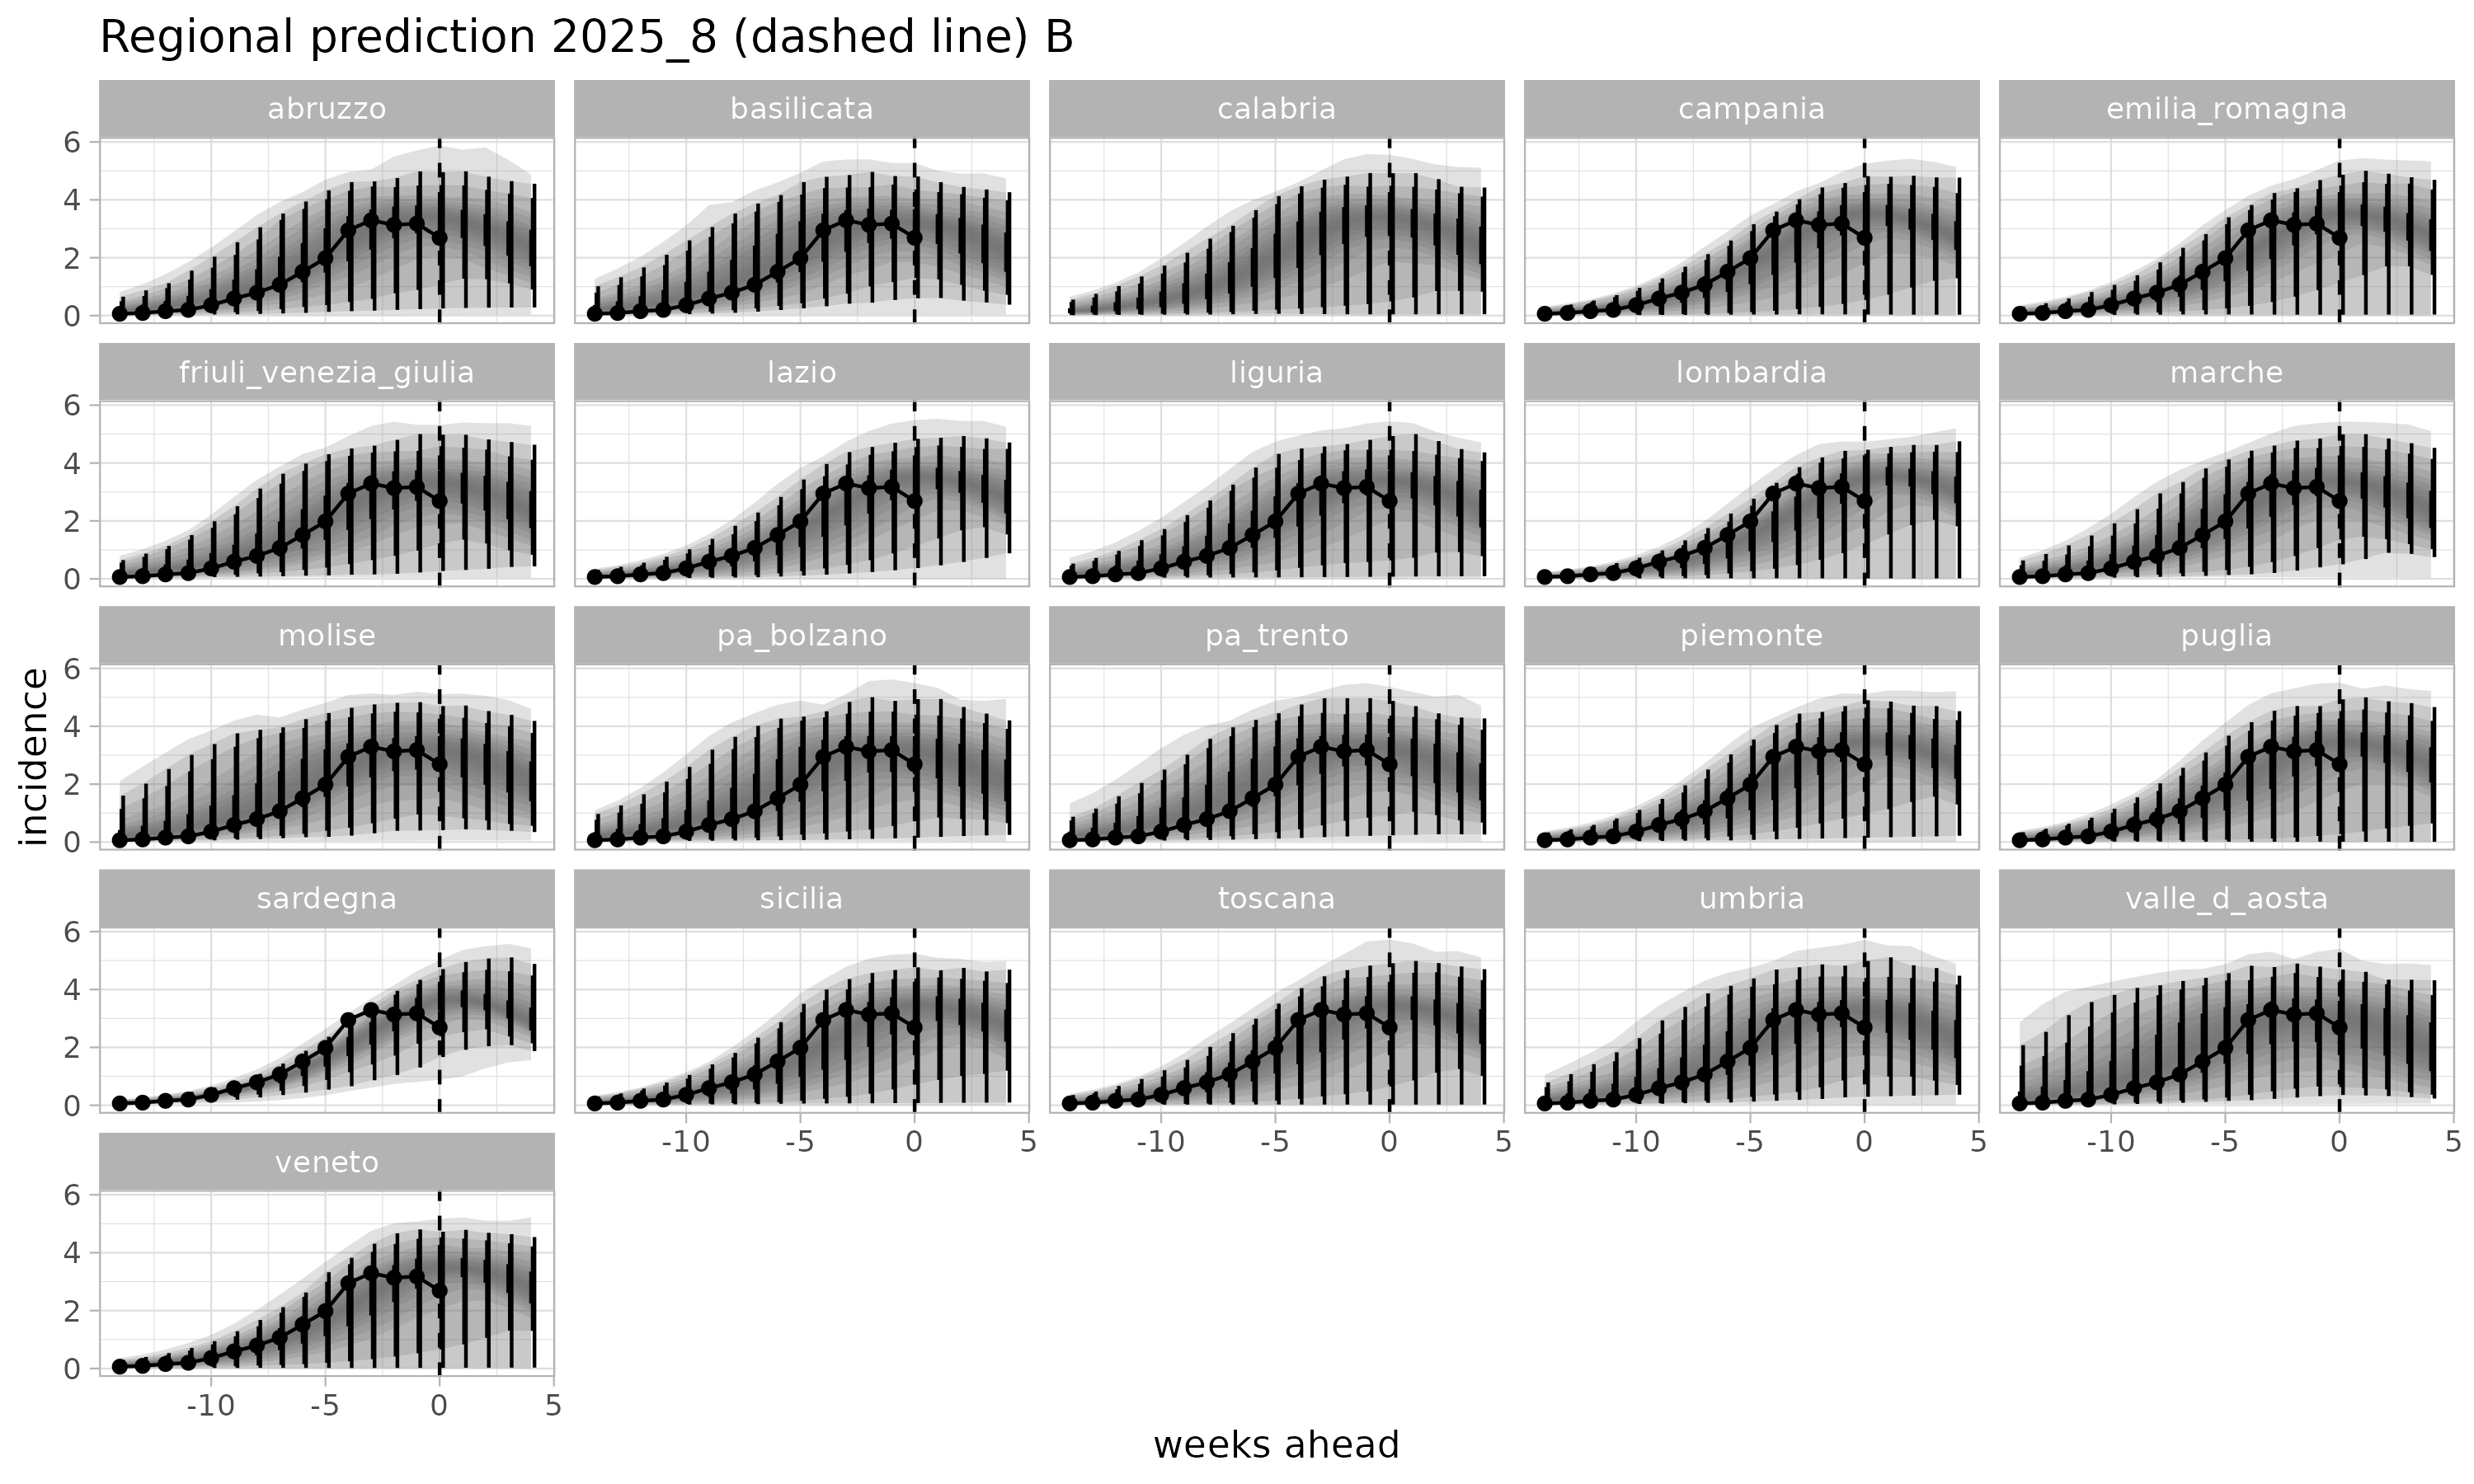 Regional prediction 2025_8 (dashed line) B
abruzzo basilicata calabria campania emilia_romagna
6
4
2
0
friuli_venezia_giulia lazio liguria lombardia marche
6
4
2
0
molise pa_bolzano pa_trento piemonte puglia
6
4
2
0
incidence
sardegna sicilia toscana umbria valle_d_aosta
6
4
2
0
-10 -5 0 5 -10 -5 0 5 -10 -5 0 5 -10 -5 0 5
veneto
6
4
2
0
-10 -5 0 5
weeks ahead